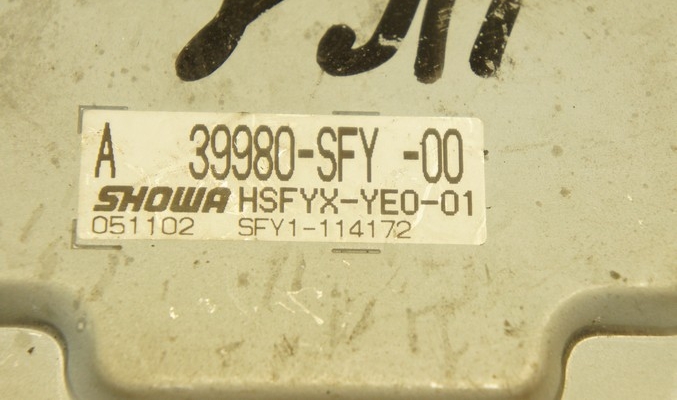 A 39980-SFY -00
SHOWA HSFYX-YE0-01
051102 SFY1-114172